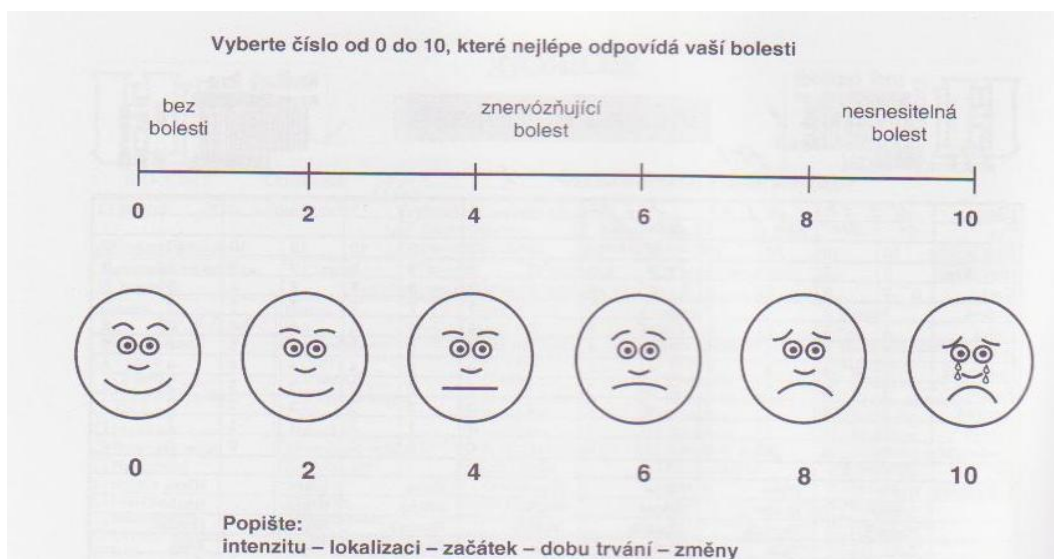 Vyberte číslo od 0 do 10, které nejlépe odpovídá vaší bolesti
bez
bolesti
znervózňující
bolest
nesnesitelná
bolest
0 2 4 6 8 10
0 2 4 6 8 10
Popište:
intenzitu – lokalizaci – začátek – dobu trvání – změny